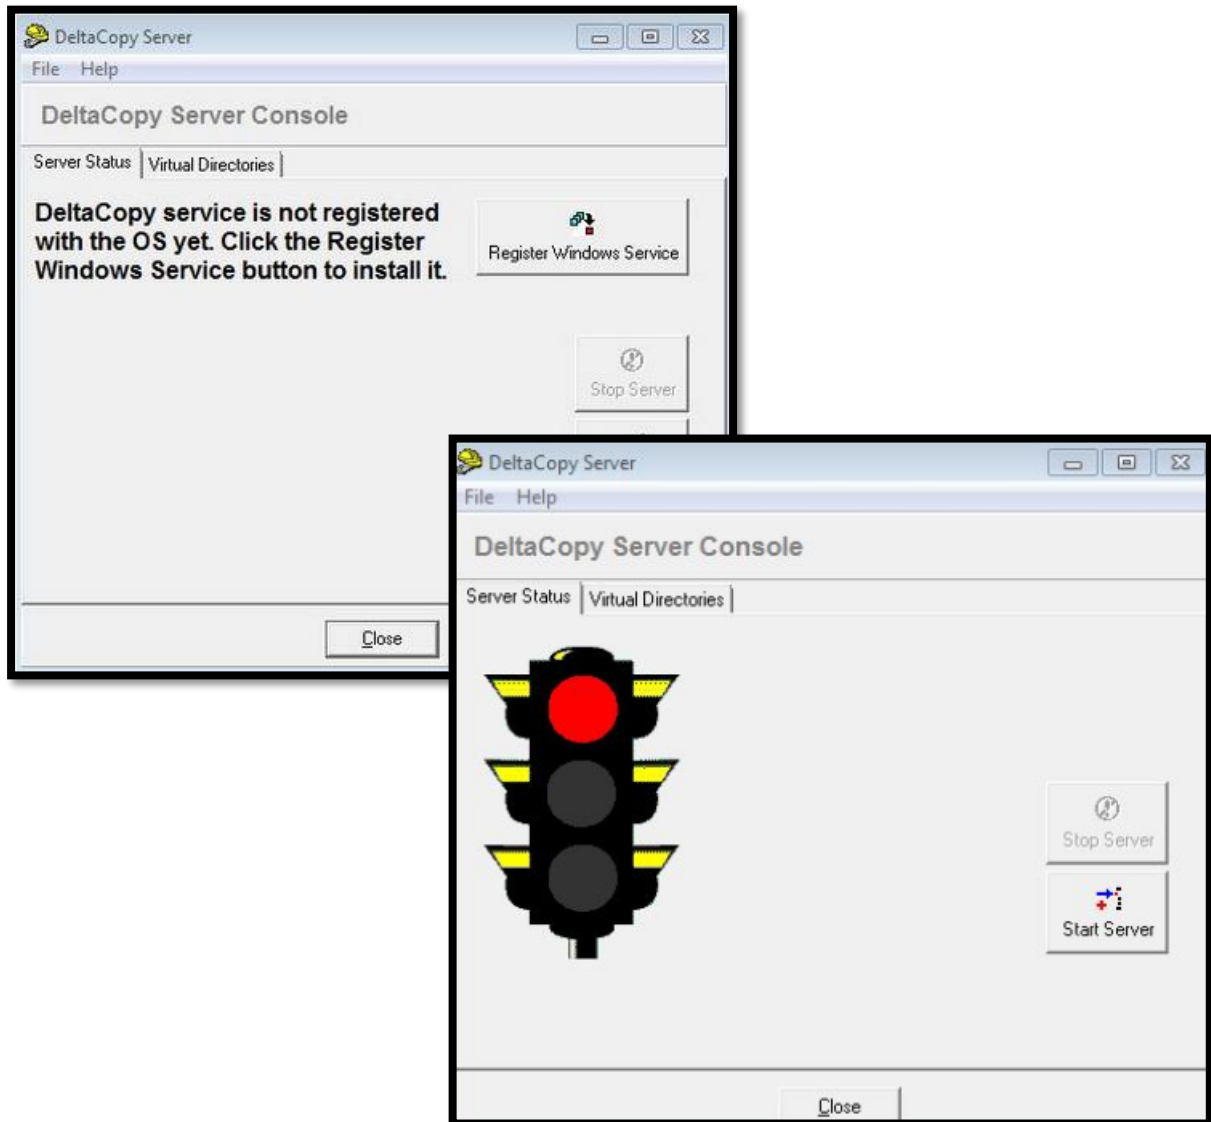 DeltaCopy Server
File Help
DeltaCopy Server Console
Server Status Virtual Directories
DeltaCopy service is not registered
with the OS yet. Click the Register
Windows Service button to install it.
Register Windows Service
Stop Server
Close
DeltaCopy Server
File Help
DeltaCopy Server Console
Server Status Virtual Directories
Stop Server
Start Server
Close